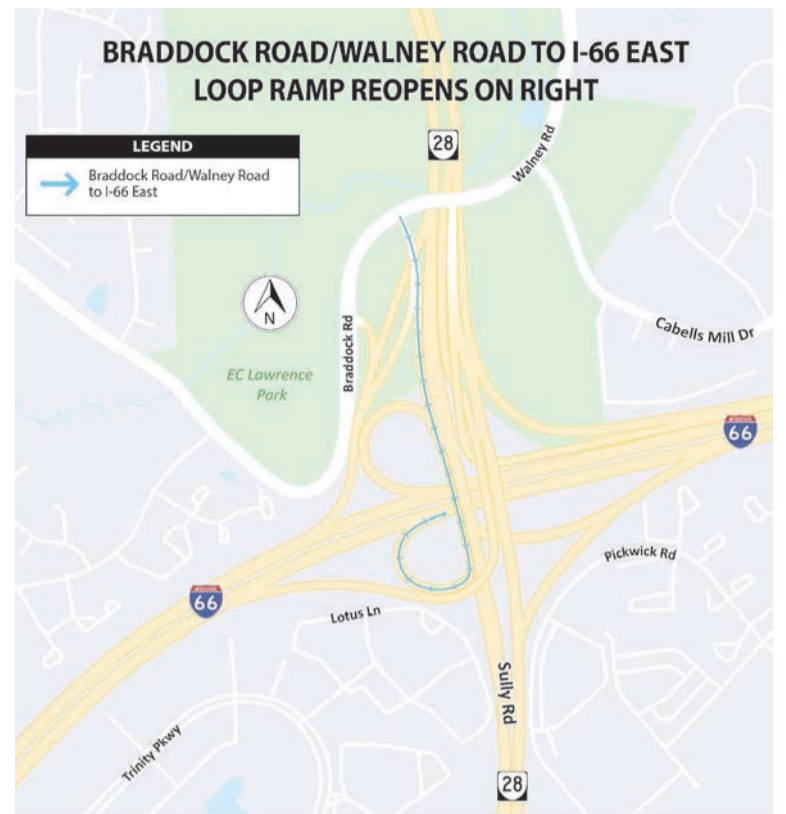 BRADDOCK ROAD/WALNEY ROAD TO I-66 EAST
LOOP RAMP REOPENS ON RIGHT
LEGEND
Braddock Road/Walney Road
to I-66 East
28
Walney Rd
N
Braddock Rd
Cabells Mill Dr
EC Lawrence
Park
66
Pickwick Rd
66
Lotus Ln
Sully Rd
Trinity Pkwy
28